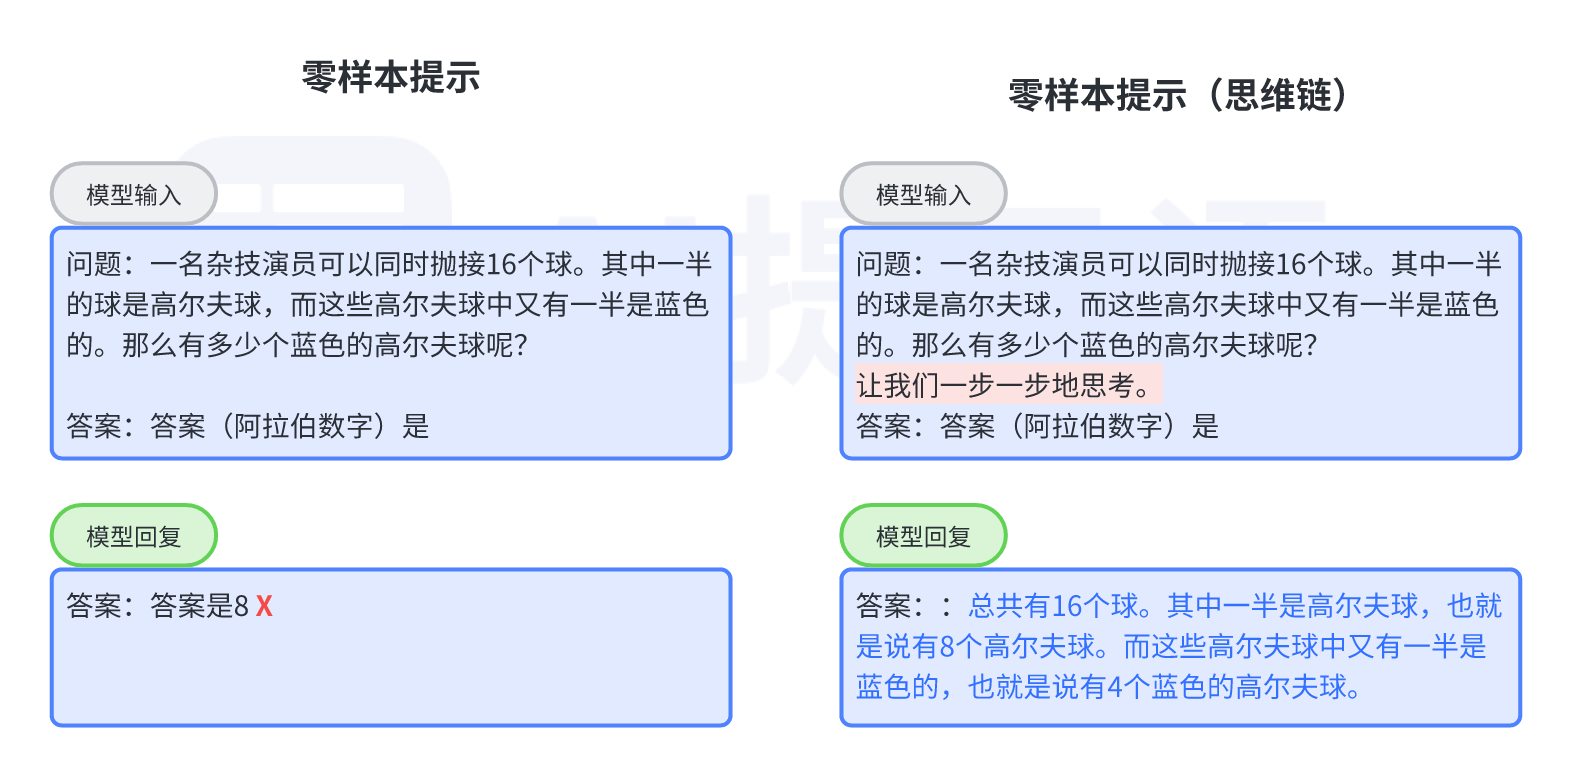 零样本提示
模型输入
问题：一名杂技演员可以同时抛接16个球。其中一半
的球是高尔夫球，而这些高尔夫球中又有一半是蓝色
的。那么有多少个蓝色的高尔夫球呢？
答案：答案（阿拉伯数字）是
模型回复
答案：答案是8 X
零样本提示（思维链）
模型输入
问题：一名杂技演员可以同时抛接16个球。其中一半
的球是高尔夫球，而这些高尔夫球中又有一半是蓝色
的。那么有多少个蓝色的高尔夫球呢？
让我们一步一步地思考。
答案：答案（阿拉伯数字）是
模型回复
答案：：总共有16个球。其中一半是高尔夫球，也就
是说有8个高尔夫球。而这些高尔夫球中又有一半是
蓝色的，也就是说有4个蓝色的高尔夫球。